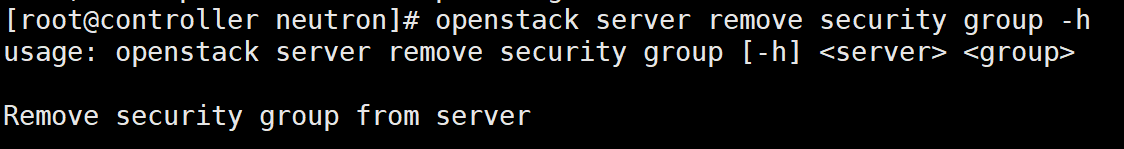 [root@controller neutron]# openstack server remove security group -h
usage: openstack server remove security group [-h] <server> <group>
Remove security group from server